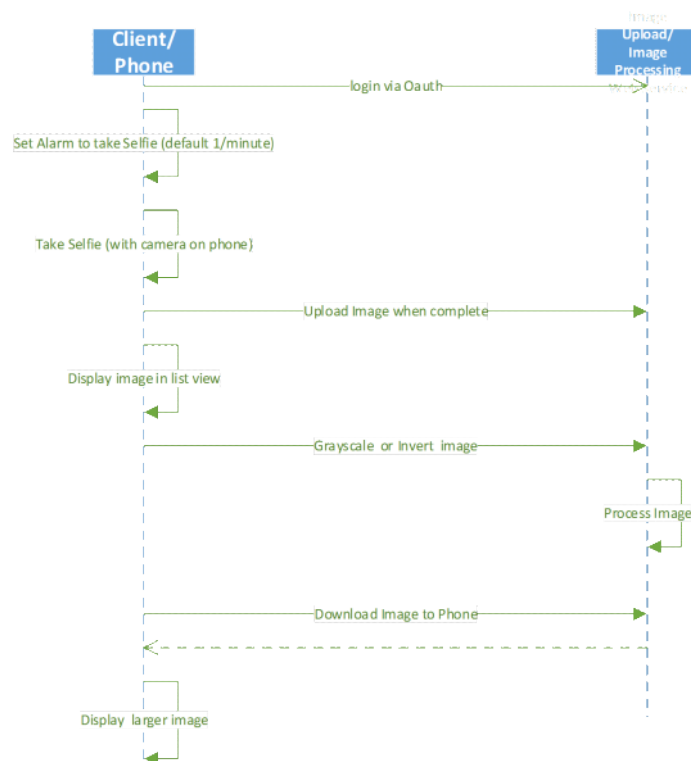 Client/
Phone
Image
Upload/
Image
Processing
login via Oauth
Set Alarm to take Selfie (default 1/minute)
Take Selfie (with camera on phone}
Upload Image when complete
Display image in list view
Grayscale or Invert image
Process Image
Download Image to Phone
Display larger image